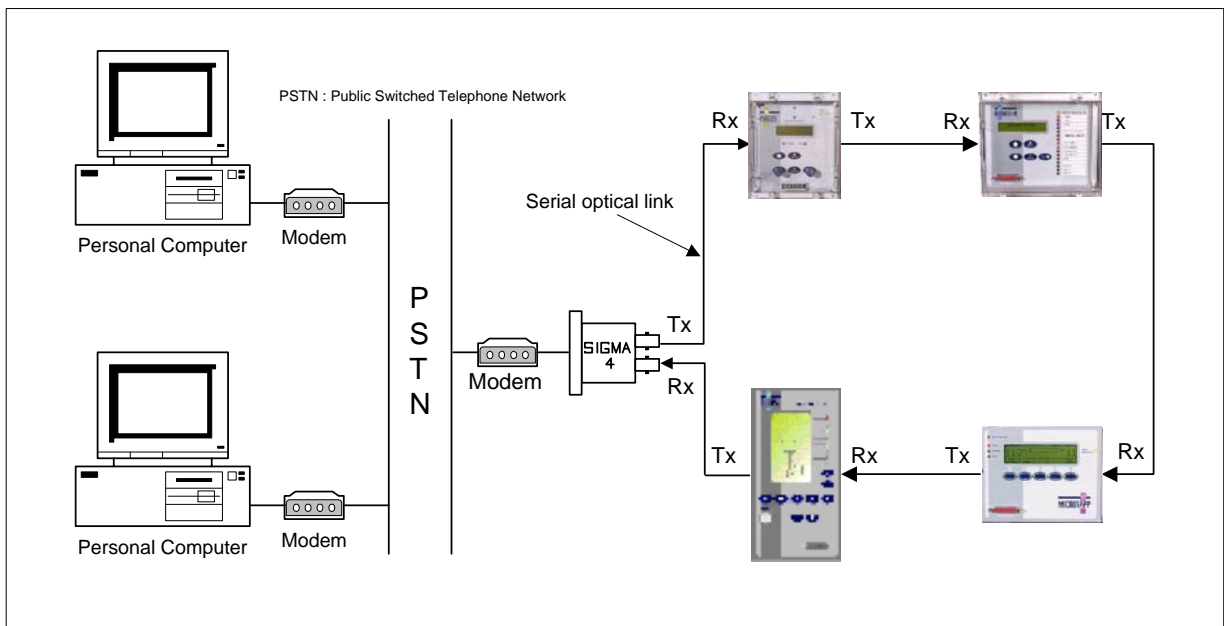 PSTN : Public Switched Telephone Network
Rx
Tx
Rx
Tx
Serial optical link
Personal Computer
Modem
P
S
T
N
Modem
SIGMA
4
Tx
Rx
Tx
Rx
Tx
Rx
MICROTAPP
Personal Computer
Modem